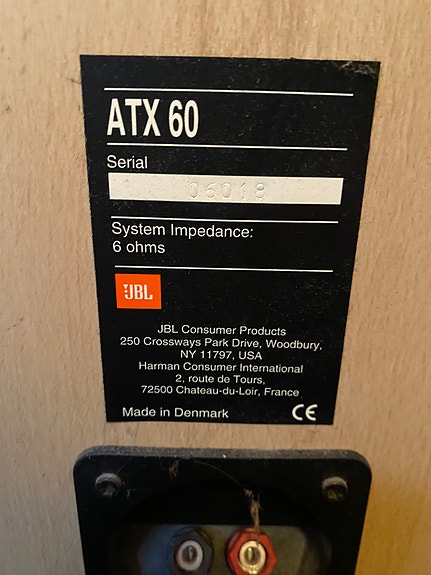 ATX 60
Serial
06018
System Impedance:
6 ohms
JBL
JBL Consumer Products
250 Crossways Park Drive, Woodbury,
NY 11797, USA
Harman Consumer International
2, route de Tours,
72500 Chateau-du-Loir, France
Made in Denmark CE